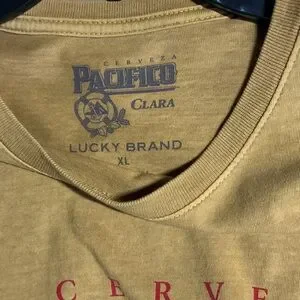 CERVEZA
PACIFICO
CLARA
LUCKY BRAND
XL
CERVE